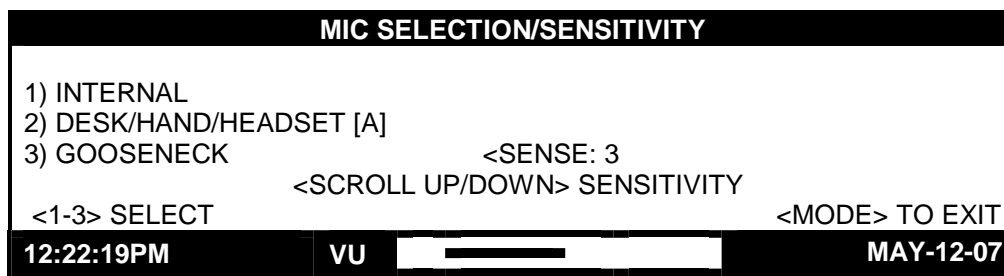 MIC SELECTION/SENSITIVITY
1) INTERNAL
2) DESK/HAND/HEADSET [A]
3) GOOSENECK <SENSE: 3
<SCROLL UP/DOWN> SENSITIVITY
<1-3> SELECT <MODE> TO EXIT
12:22:19PM VU MAY-12-07